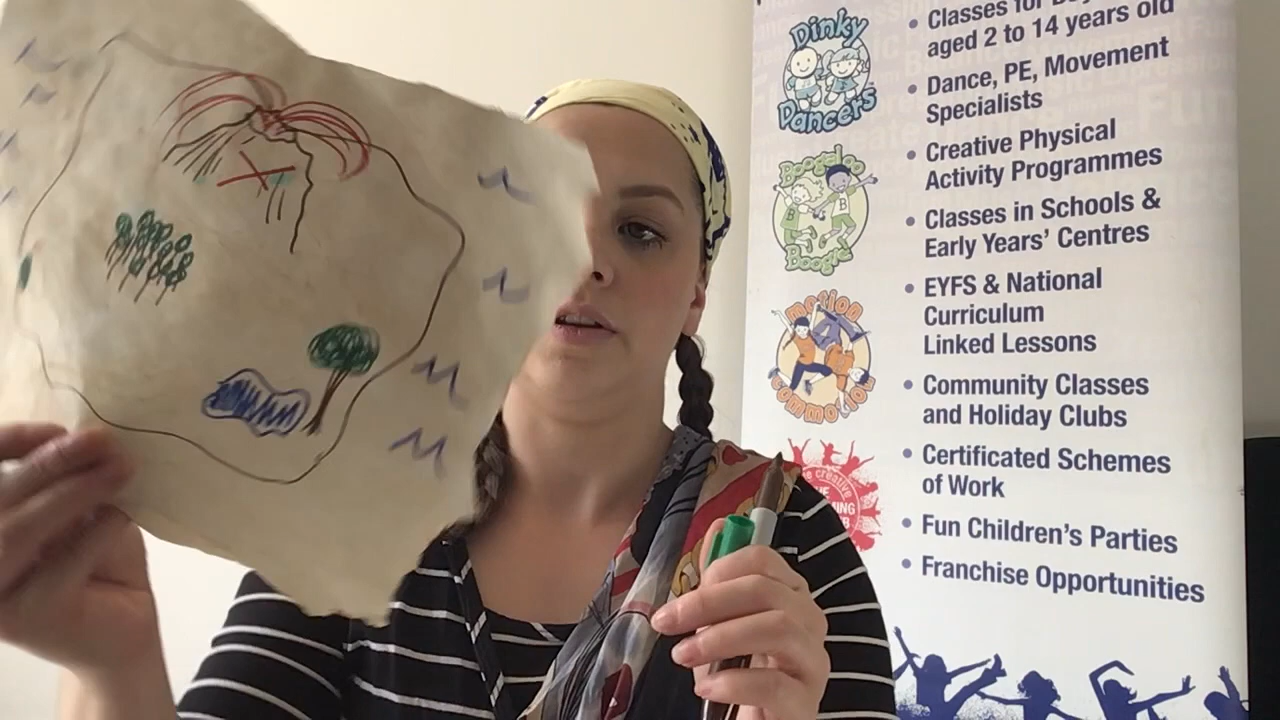 Dinky
Dancers
Boogaloo
Boogie
motion
commotion
the creative
• Classes for
aged 2 to 14 years old
• Dance, PE, Movement
Specialists
• Creative Physical
Activity Programmes
• Classes in Schools &
Early Years’ Centres
• EYFS & National
Curriculum
Linked Lessons
• Community Classes
and Holiday Clubs
• Certificated Schemes
of Work
• Fun Children’s Parties
• Franchise Opportunities